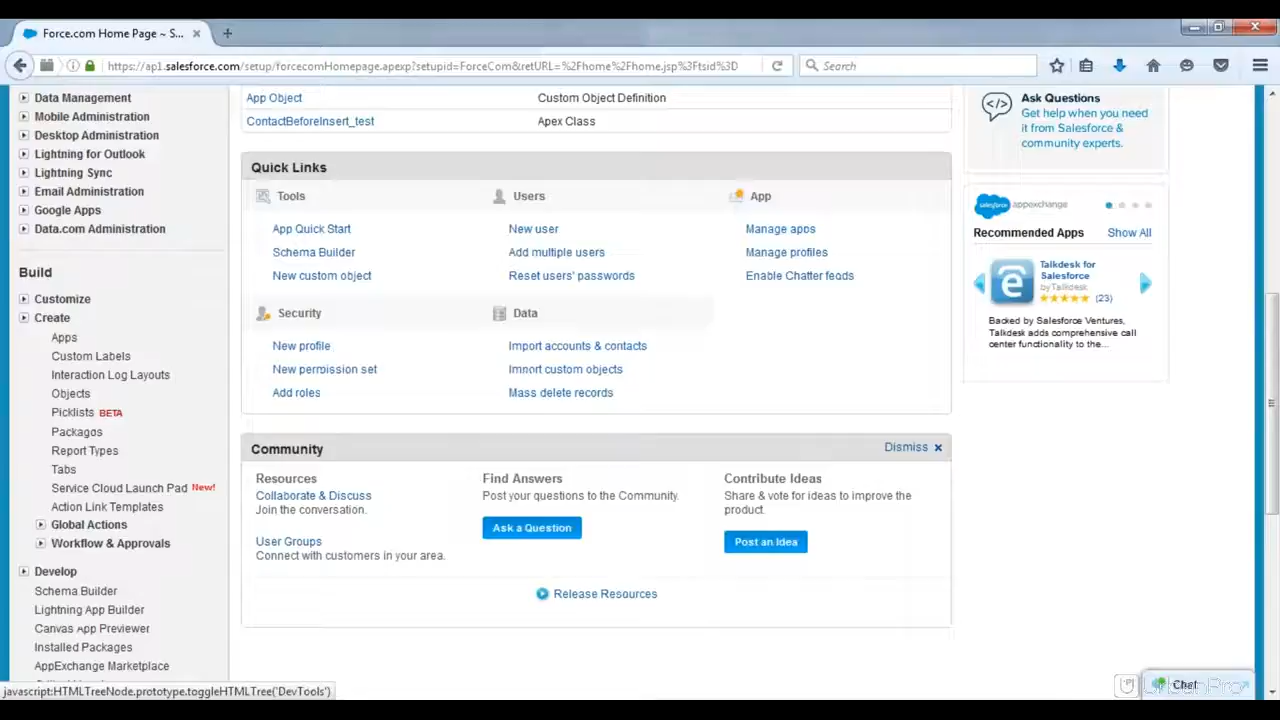 Force.com Home Page ~ S...
https://ap1.salesforce.com/setup/forcecomHomepage.apexp?setupid=ForceCom&retURL=%2Fhome%2Fhome.jsp%3Ftsid%3D
Search
Data Management
Mobile Administration
Desktop Administration
Lightning for Outlook
Lightning Sync
Email Administration
Google Apps
Data.com Administration
Build
Customize
Create
Apps
Custom Labels
Interaction Log Layouts
Objects
Picklists BETA
Packages
Report Types
Tabs
Service Cloud Launch Pad New!
Action Link Templates
Global Actions
Workflow & Approvals
Develop
Schema Builder
Lightning App Builder
Canvas App Previewer
Installed Packages
AppExchange Marketplace
javascript:HTMLTreeNode.prototype.toggleHTMLTree('DevTools')
App Object Custom Object Definition
ContactBeforeInsert_test Apex Class
Quick Links
Tools Users App
App Quick Start New user Manage apps
Schema Builder Add multiple users Manage profiles
New custom object Reset users' passwords Enable Chatter feeds
Security Data
New profile Import accounts & contacts
New permission set Import custom objects
Add roles Mass delete records
Community Dismiss x
Resources
Collaborate & Discuss
Join the conversation.
User Groups
Connect with customers in your area.
Find Answers
Post your questions to the Community.
Ask a Question
Contribute Ideas
Share & vote for ideas to improve the
product.
Post an Idea
Release Resources
Ask Questions
Get help when you need
it from Salesforce &
community experts.
salesforce appexchange
Recommended Apps Show All
Talkdesk for
Salesforce
by Talkdesk
(23)
Backed by Salesforce Ventures,
Talkdesk adds comprehensive call
center functionality to the...
Chat
UrbanPro